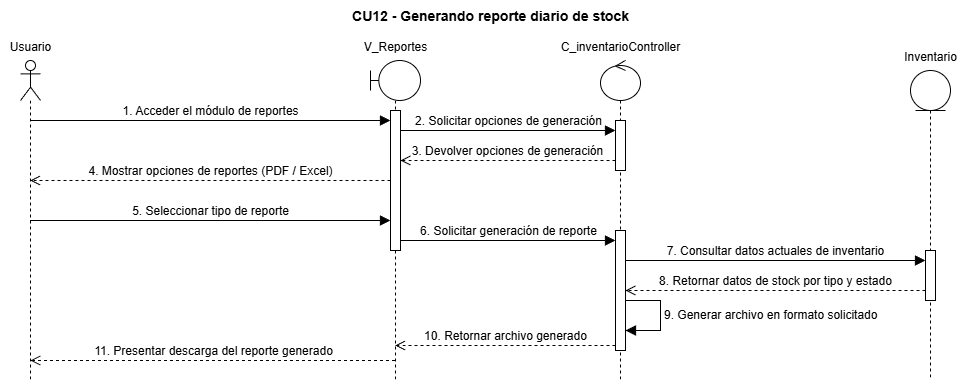 CU12 - Generando reporte diario de stock
Usuario
V_Reportes
C_inventarioController
Inventario
1. Acceder el módulo de reportes
2. Solicitar opciones de generación
3. Devolver opciones de generación
4. Mostrar opciones de reportes (PDF / Excel)
5. Seleccionar tipo de reporte
6. Solicitar generación de reporte
7. Consultar datos actuales de inventario
8. Retornar datos de stock por tipo y estado
9. Generar archivo en formato solicitado
10. Retornar archivo generado
11. Presentar descarga del reporte generado